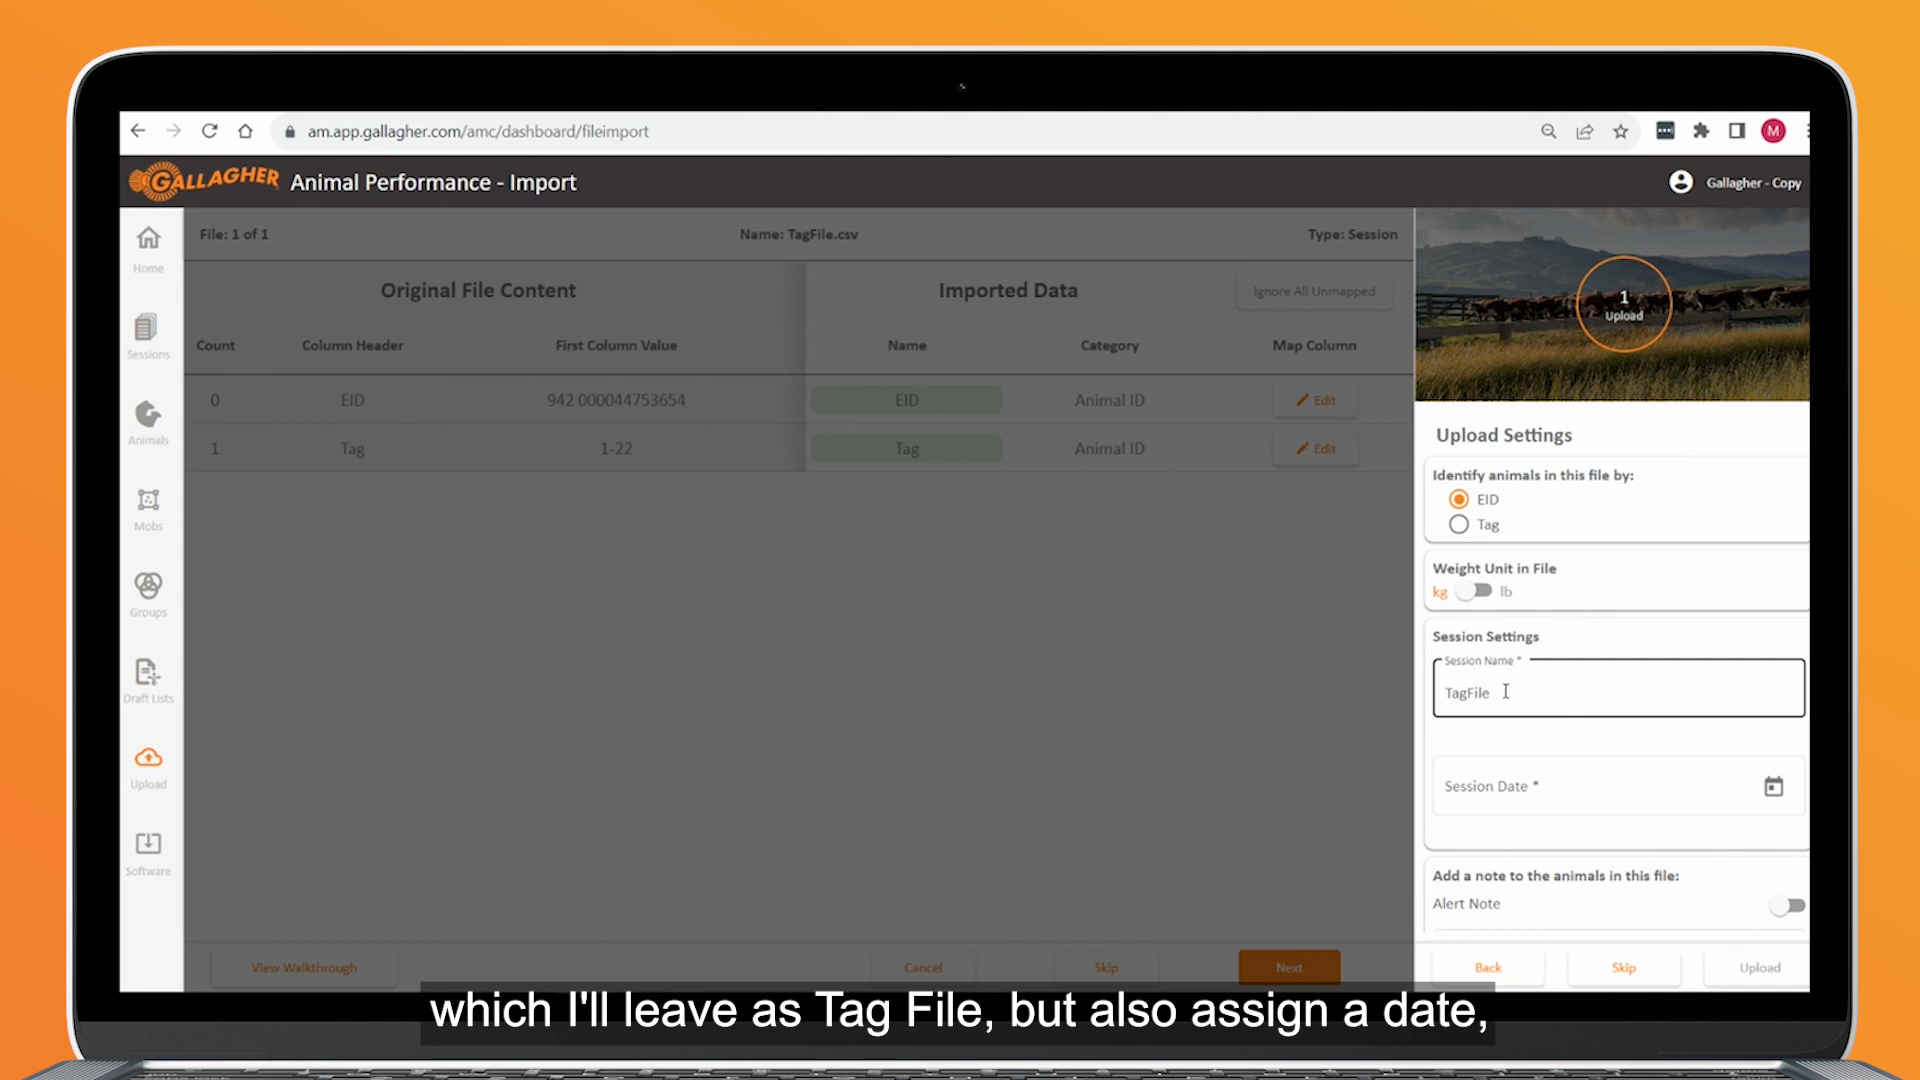 am.app.gallagher.com/amc/dashboard/fileimport
M
GALLAGHER
Animal Performance - Import
Gallagher - Copy
Home
Sessions
Animals
Mobs
Groups
Draft Lists
Upload
Software
File: 1 of 1
Name: TagFile.csv
Type: Session
Original File Content
Imported Data
Ignore All Unmapped
Count
Column Header
First Column Value
Name
Category
Map Column
0
EID
942 000044753654
EID
Animal ID
Edit
1
Tag
1-22
Tag
Animal ID
Edit
View Walkthrough
Cancel
Skip
Next
1
Upload
Upload Settings
Identify animals in this file by:
EID
Tag
Weight Unit in File
kg
lb
Session Settings
Session Name *
TagFile
Session Date *
Add a note to the animals in this file:
Alert Note
Back
Skip
Upload
which I'll leave as Tag File, but also assign a date,